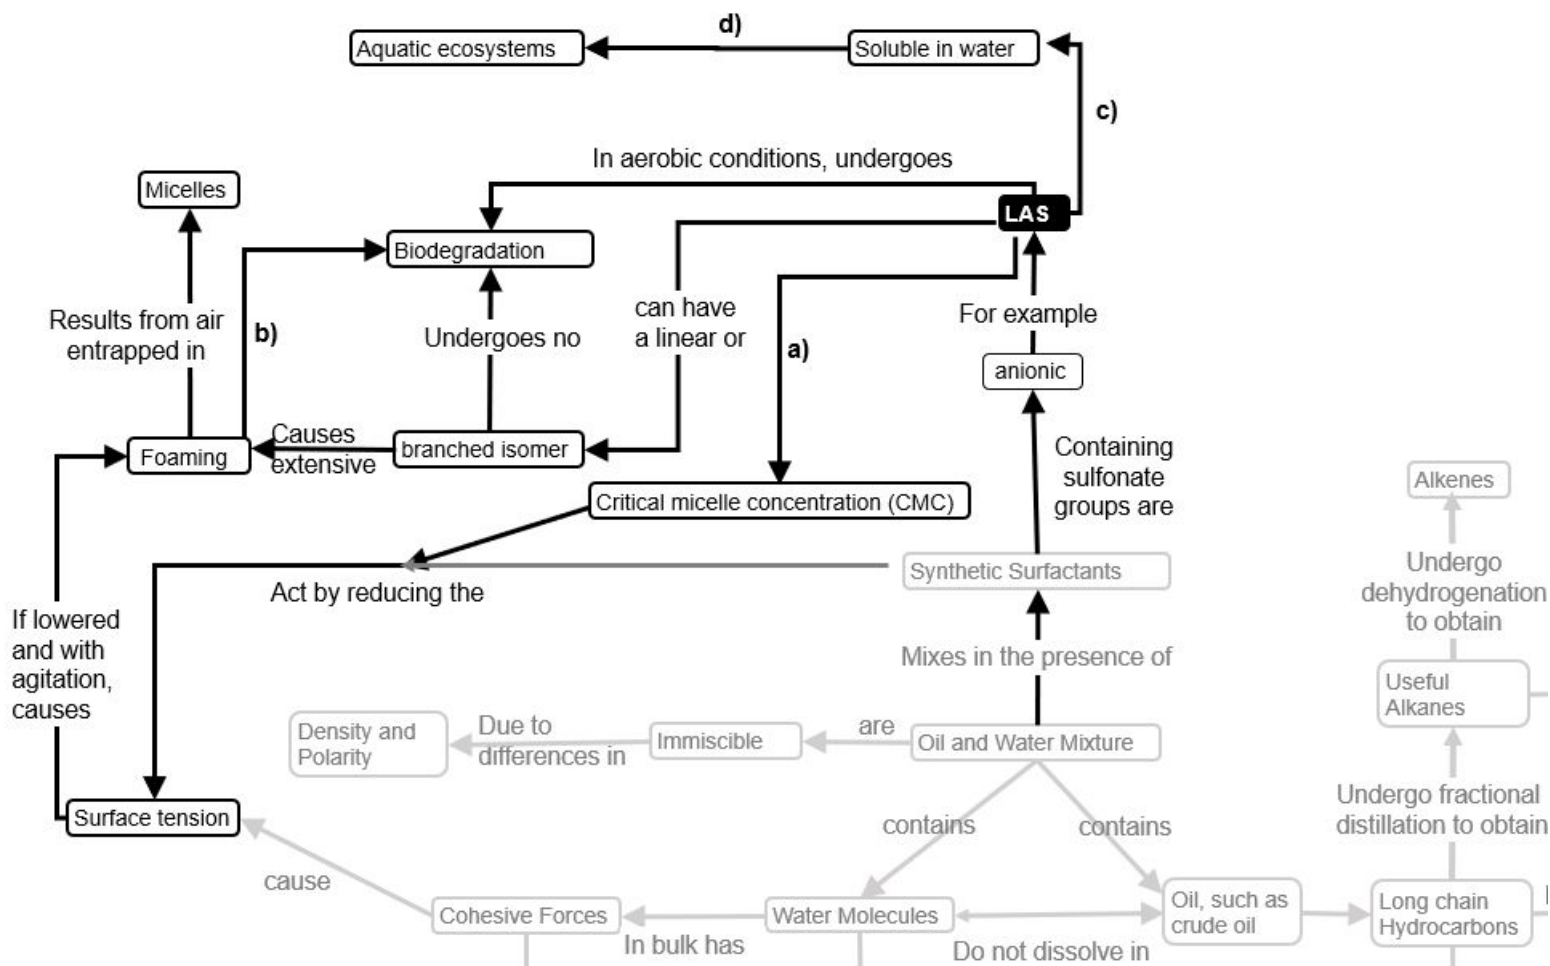 d)
Aquatic ecosystems
Soluble in water
c)
In aerobic conditions, undergoes
Micelles
LAS
Biodegradation
Results from air
entrapped in
b)
Undergoes no
can have
a linear or
a)
For example
anionic
Causes
extensive
Foaming
branched isomer
Containing
sulfonate
groups are
Critical micelle concentration (CMC)
Alkenes
Synthetic Surfactants
Act by reducing the
Undergo
dehydrogenation
to obtain
If lowered
and with
agitation,
causes
Mixes in the presence of
Useful
Alkanes
Density and
Polarity
Due to
differences in
Immiscible
are
Oil and Water Mixture
Surface tension
contains
contains
Undergo fractional
distillation to obtain
cause
Cohesive Forces
In bulk has
Water Molecules
Do not dissolve in
Oil, such as
crude oil
Long chain
Hydrocarbons